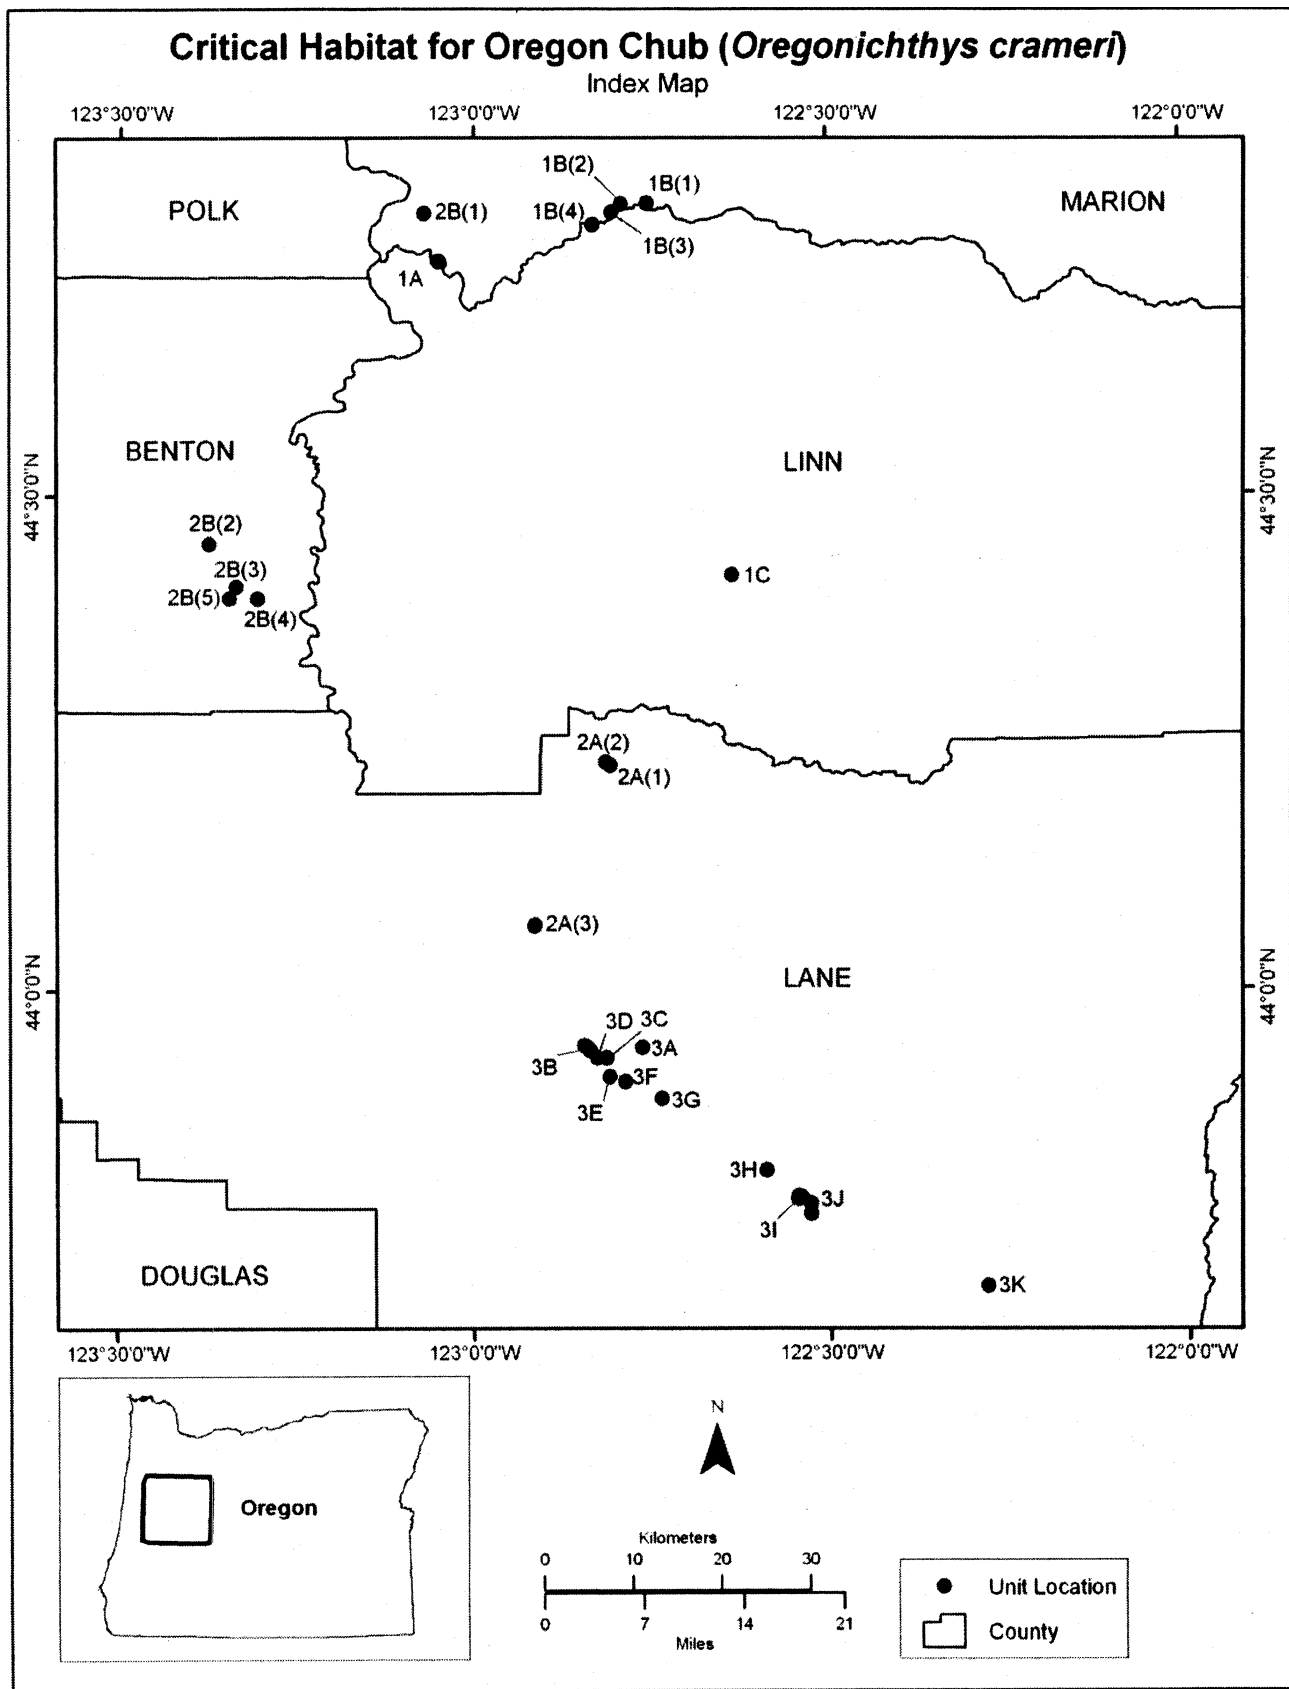 Critical Habitat for Oregon Chub (Oregonichthys crameri)
Index Map
123°30'0"W 123°0'0"W 122°30'0"W 122°0'0"W
1B(2)
1B(1)
POLK
2B(1)
1B(4)
MARION
1B(3)
1A
BENTON
LINN
44°30'0"N
44°30'0"N
2B(2)
2B(3)
1C
2B(5)
2B(4)
2A(2)
2A(1)
2A(3)
44°0'0"N
LANE
44°0'0"N
3D
3C
3A
3B
3F
3E
3G
3H
3J
3I
DOUGLAS
3K
123°30'0"W 123°0'0"W 122°30'0"W 122°0'0"W
N
Oregon
Kilometers
0 10 20 30
0 7 14 21
Miles
Unit Location
County